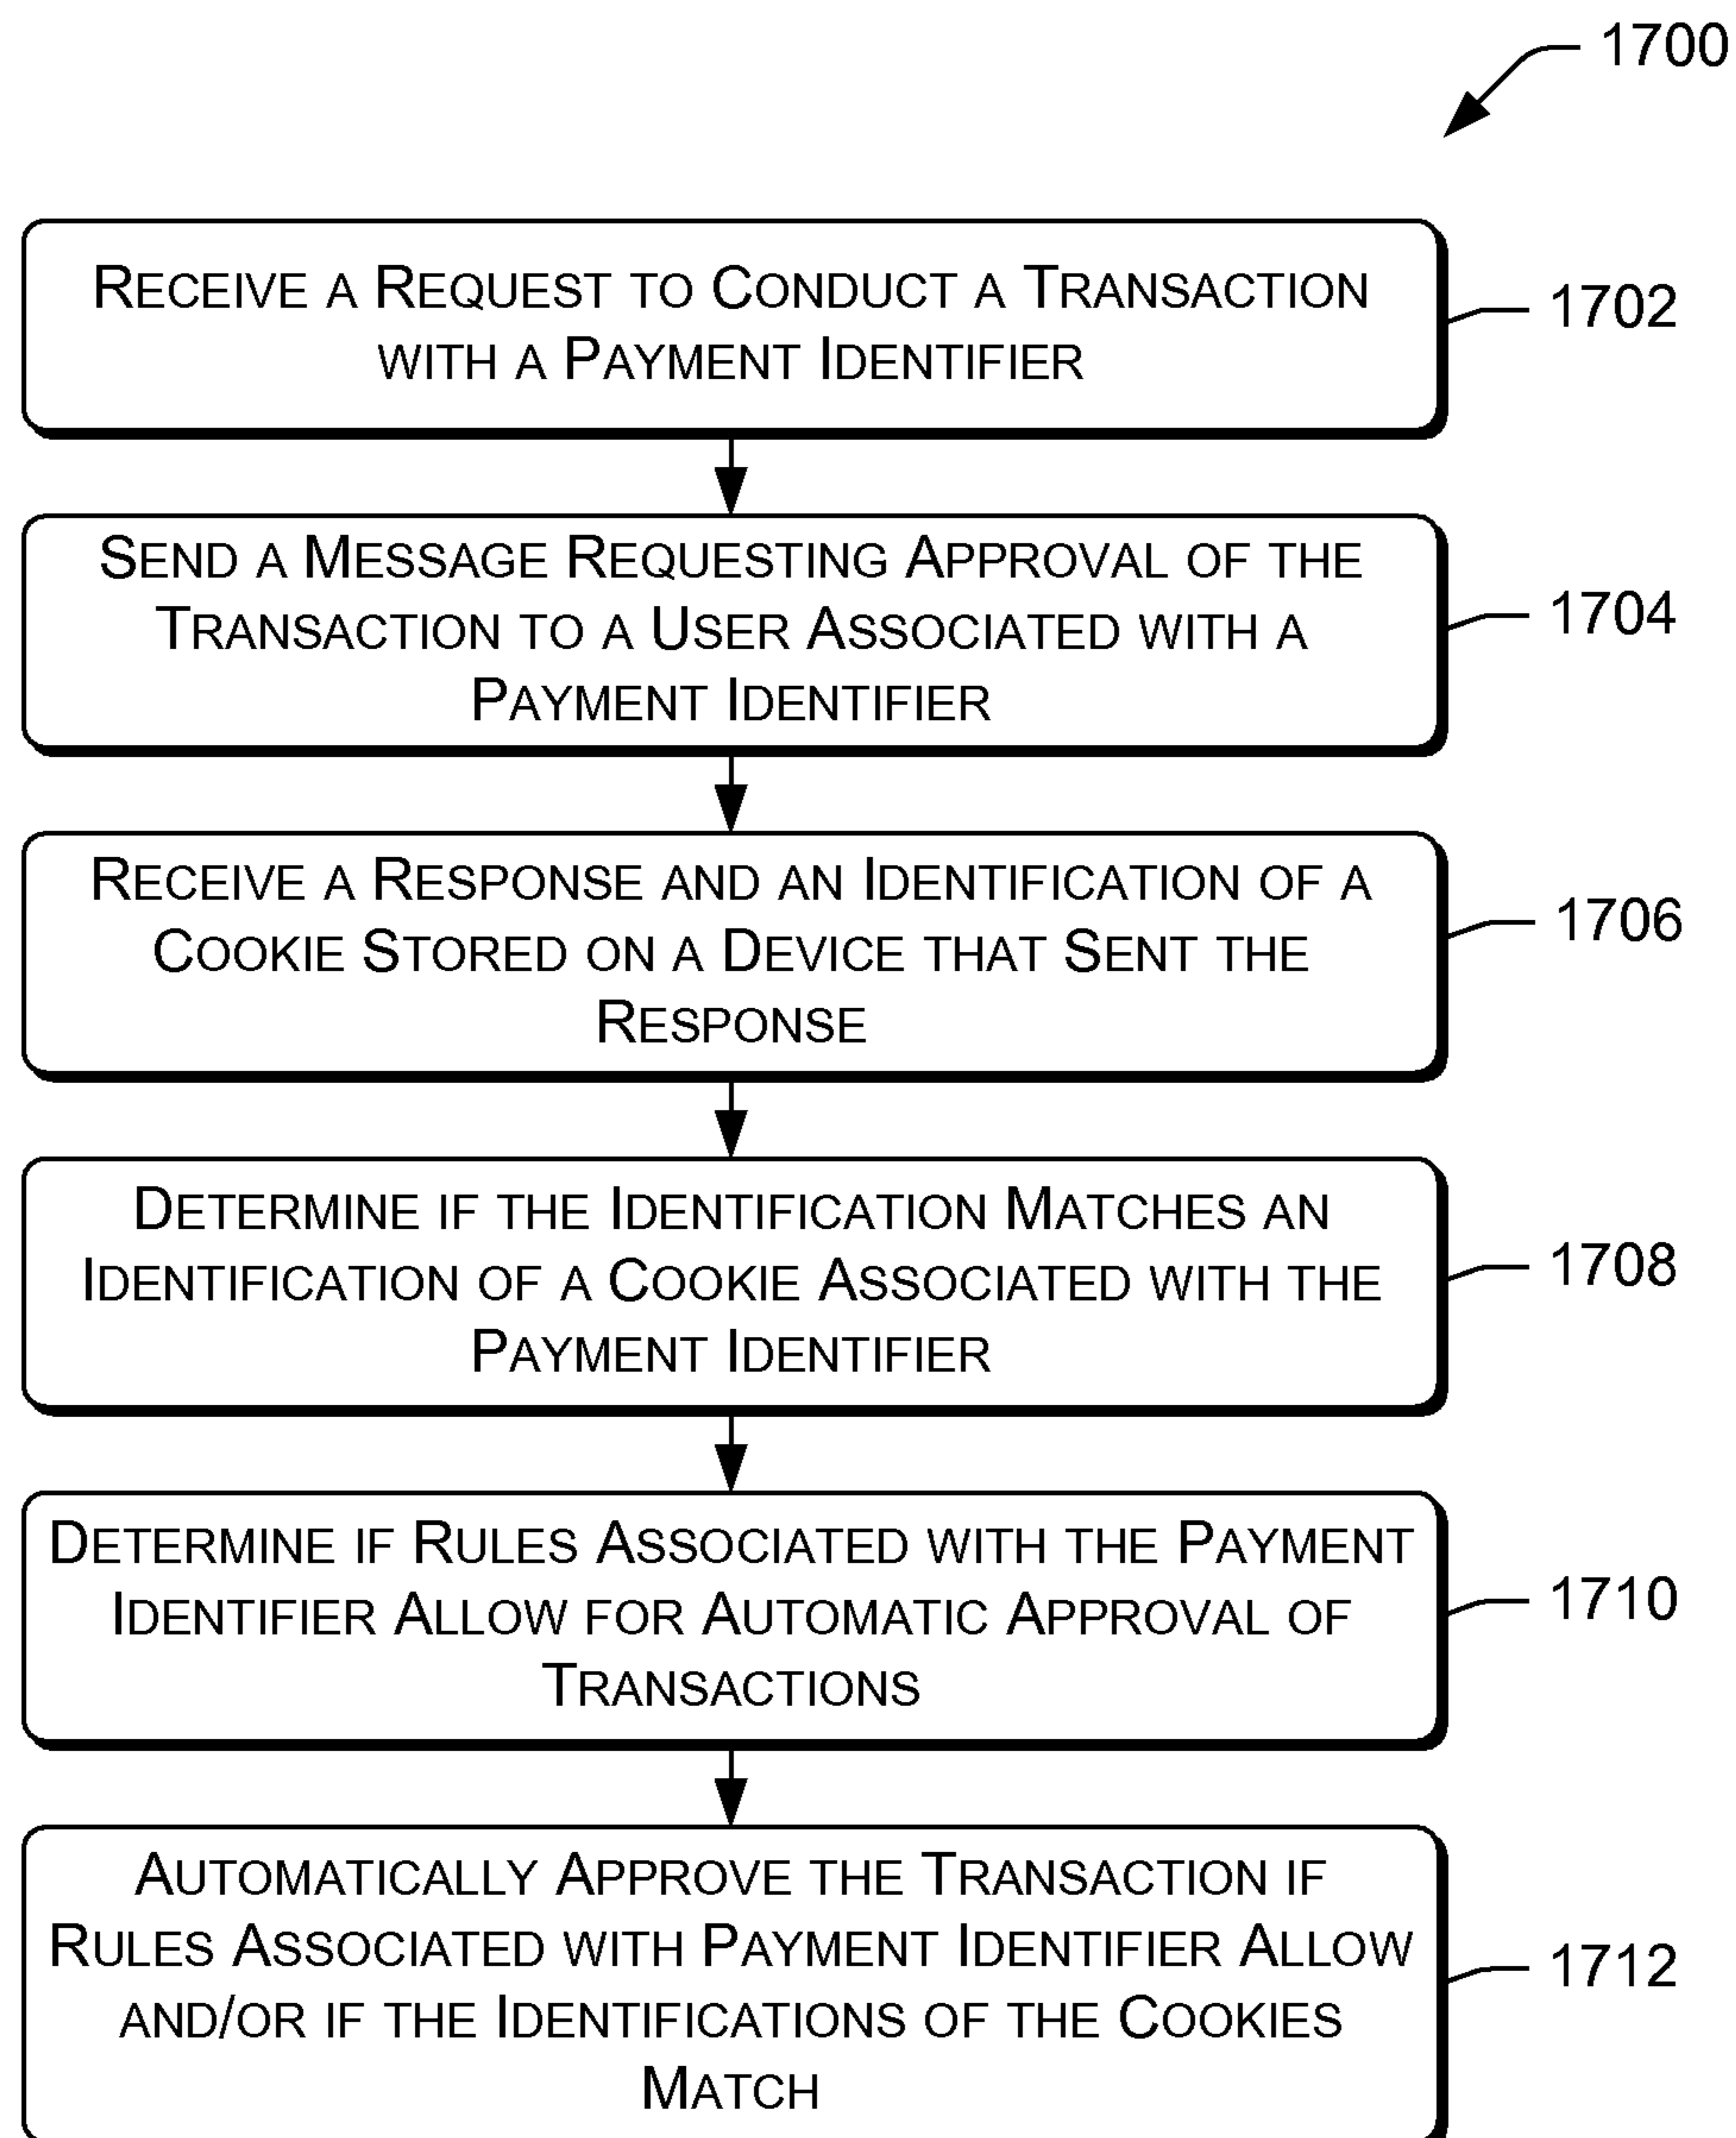 1700
RECEIVE A REQUEST TO CONDUCT A TRANSACTION
WITH A PAYMENT IDENTIFIER
1702
SEND A MESSAGE REQUESTING APPROVAL OF THE
TRANSACTION TO A USER ASSOCIATED WITH A
PAYMENT IDENTIFIER
1704
RECEIVE A RESPONSE AND AN IDENTIFICATION OF A
COOKIE STORED ON A DEVICE THAT SENT THE
RESPONSE
1706
DETERMINE IF THE IDENTIFICATION MATCHES AN
IDENTIFICATION OF A COOKIE ASSOCIATED WITH THE
PAYMENT IDENTIFIER
1708
DETERMINE IF RULES ASSOCIATED WITH THE PAYMENT
IDENTIFIER ALLOW FOR AUTOMATIC APPROVAL OF
TRANSACTIONS
1710
AUTOMATICALLY APPROVE THE TRANSACTION IF
RULES ASSOCIATED WITH PAYMENT IDENTIFIER ALLOW
AND/OR IF THE IDENTIFICATIONS OF THE COOKIES
MATCH
1712